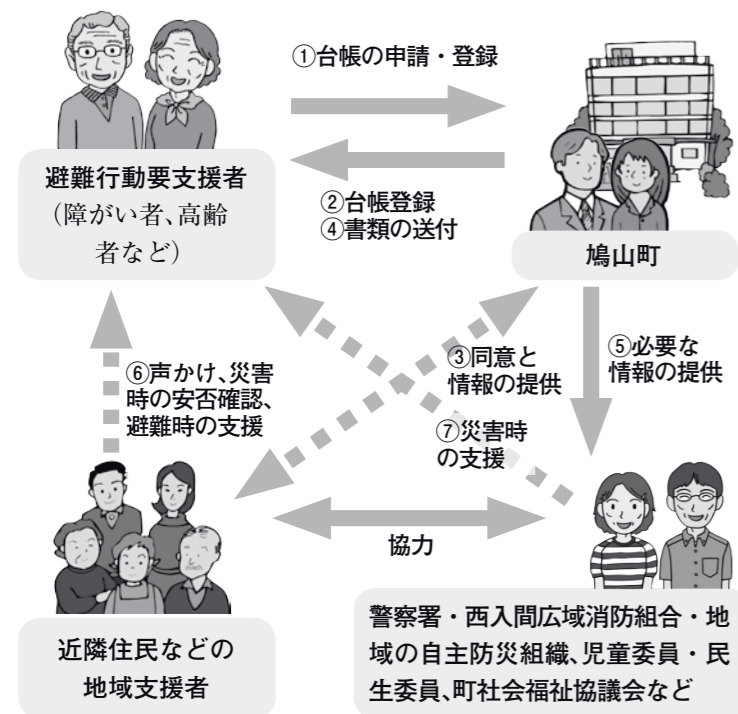 ①台帳の申請・登録
避難行動要支援者
（障がい者、高齢
者など）
②台帳登録
④書類の送付
鳩山町
③同意と
情報の提供
⑤必要な
情報の提供
⑥声かけ、災害
時の安否確認、
避難時の支援
⑦災害時
の支援
協力
近隣住民などの
地域支援者
警察署・西入間広域消防組合・地
域の自主防災組織、児童委員・民
生委員、町社会福祉協議会など